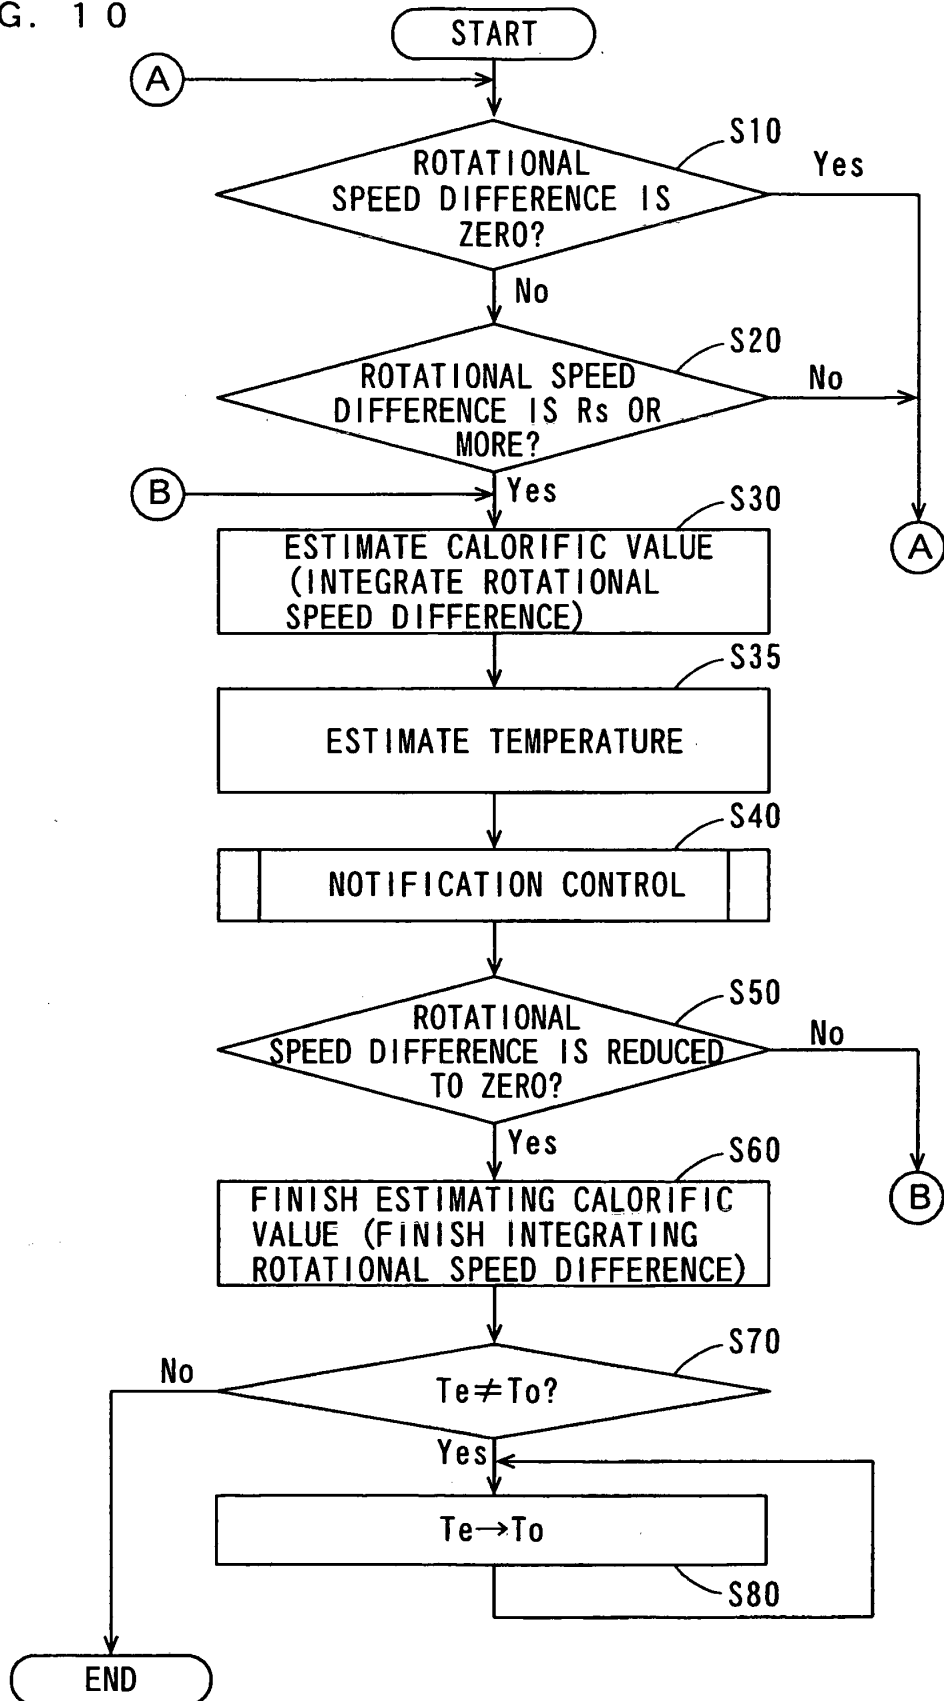 G. 10
START
A
S10
Yes
ROTATIONAL
SPEED DIFFERENCE IS
ZERO?
No
S20
ROTATIONAL SPEED
DIFFERENCE IS Rs OR
MORE?
No
B
Yes
S30
A
ESTIMATE CALORIFIC VALUE
(INTEGRATE ROTATIONAL
SPEED DIFFERENCE)
S35
ESTIMATE TEMPERATURE
S40
NOTIFICATION CONTROL
S50
ROTATIONAL
SPEED DIFFERENCE IS REDUCED
TO ZERO?
No
Yes
S60
B
FINISH ESTIMATING CALORIFIC
VALUE (FINISH INTEGRATING
ROTATIONAL SPEED DIFFERENCE)
S70
No
Te≠To?
Yes
Te→To
S80
END